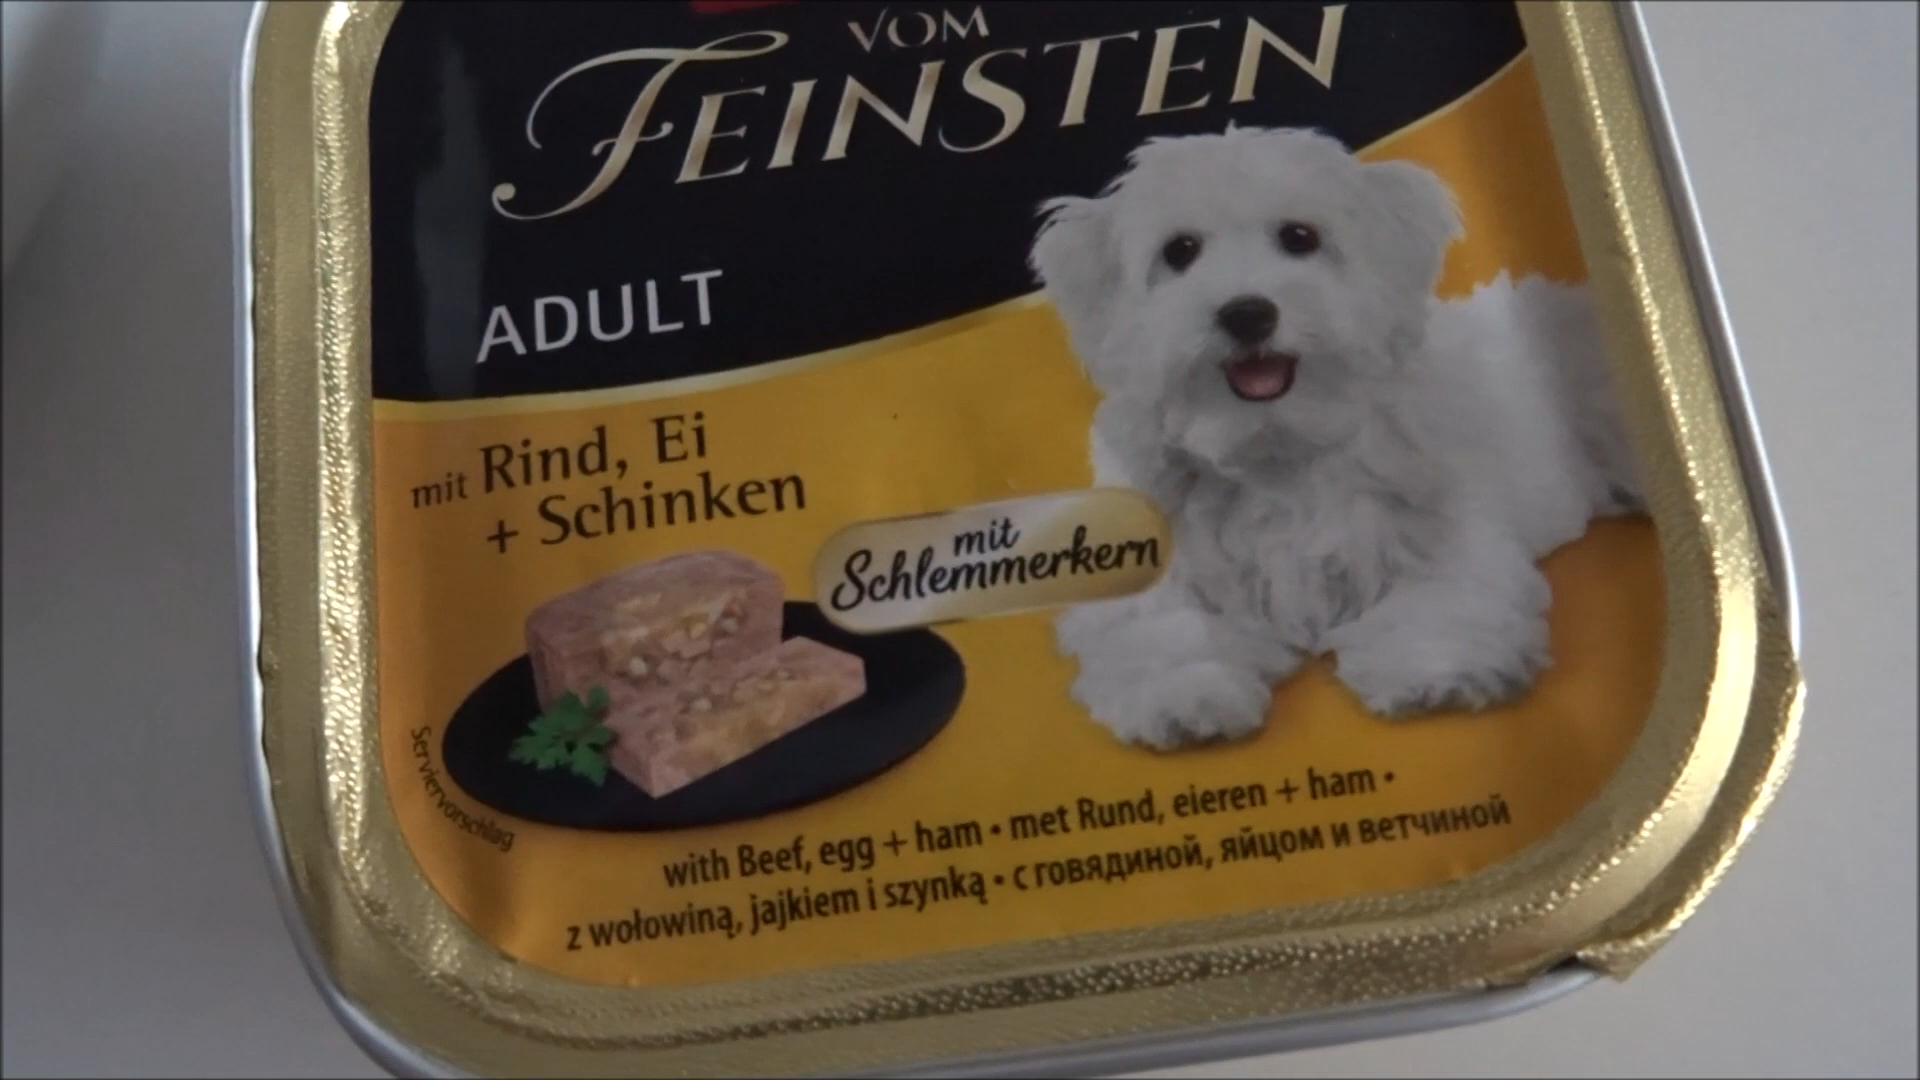 VOM
FEINSTEN
ADULT
mit Rind, Ei
+ Schinken
mit
Schlemmerkern
Serviervorschlag
with Beef, egg + ham • met Rund, eieren + ham •
z wołowiną, jajkiem i szynką • с говядиной, яйцом и ветчиной